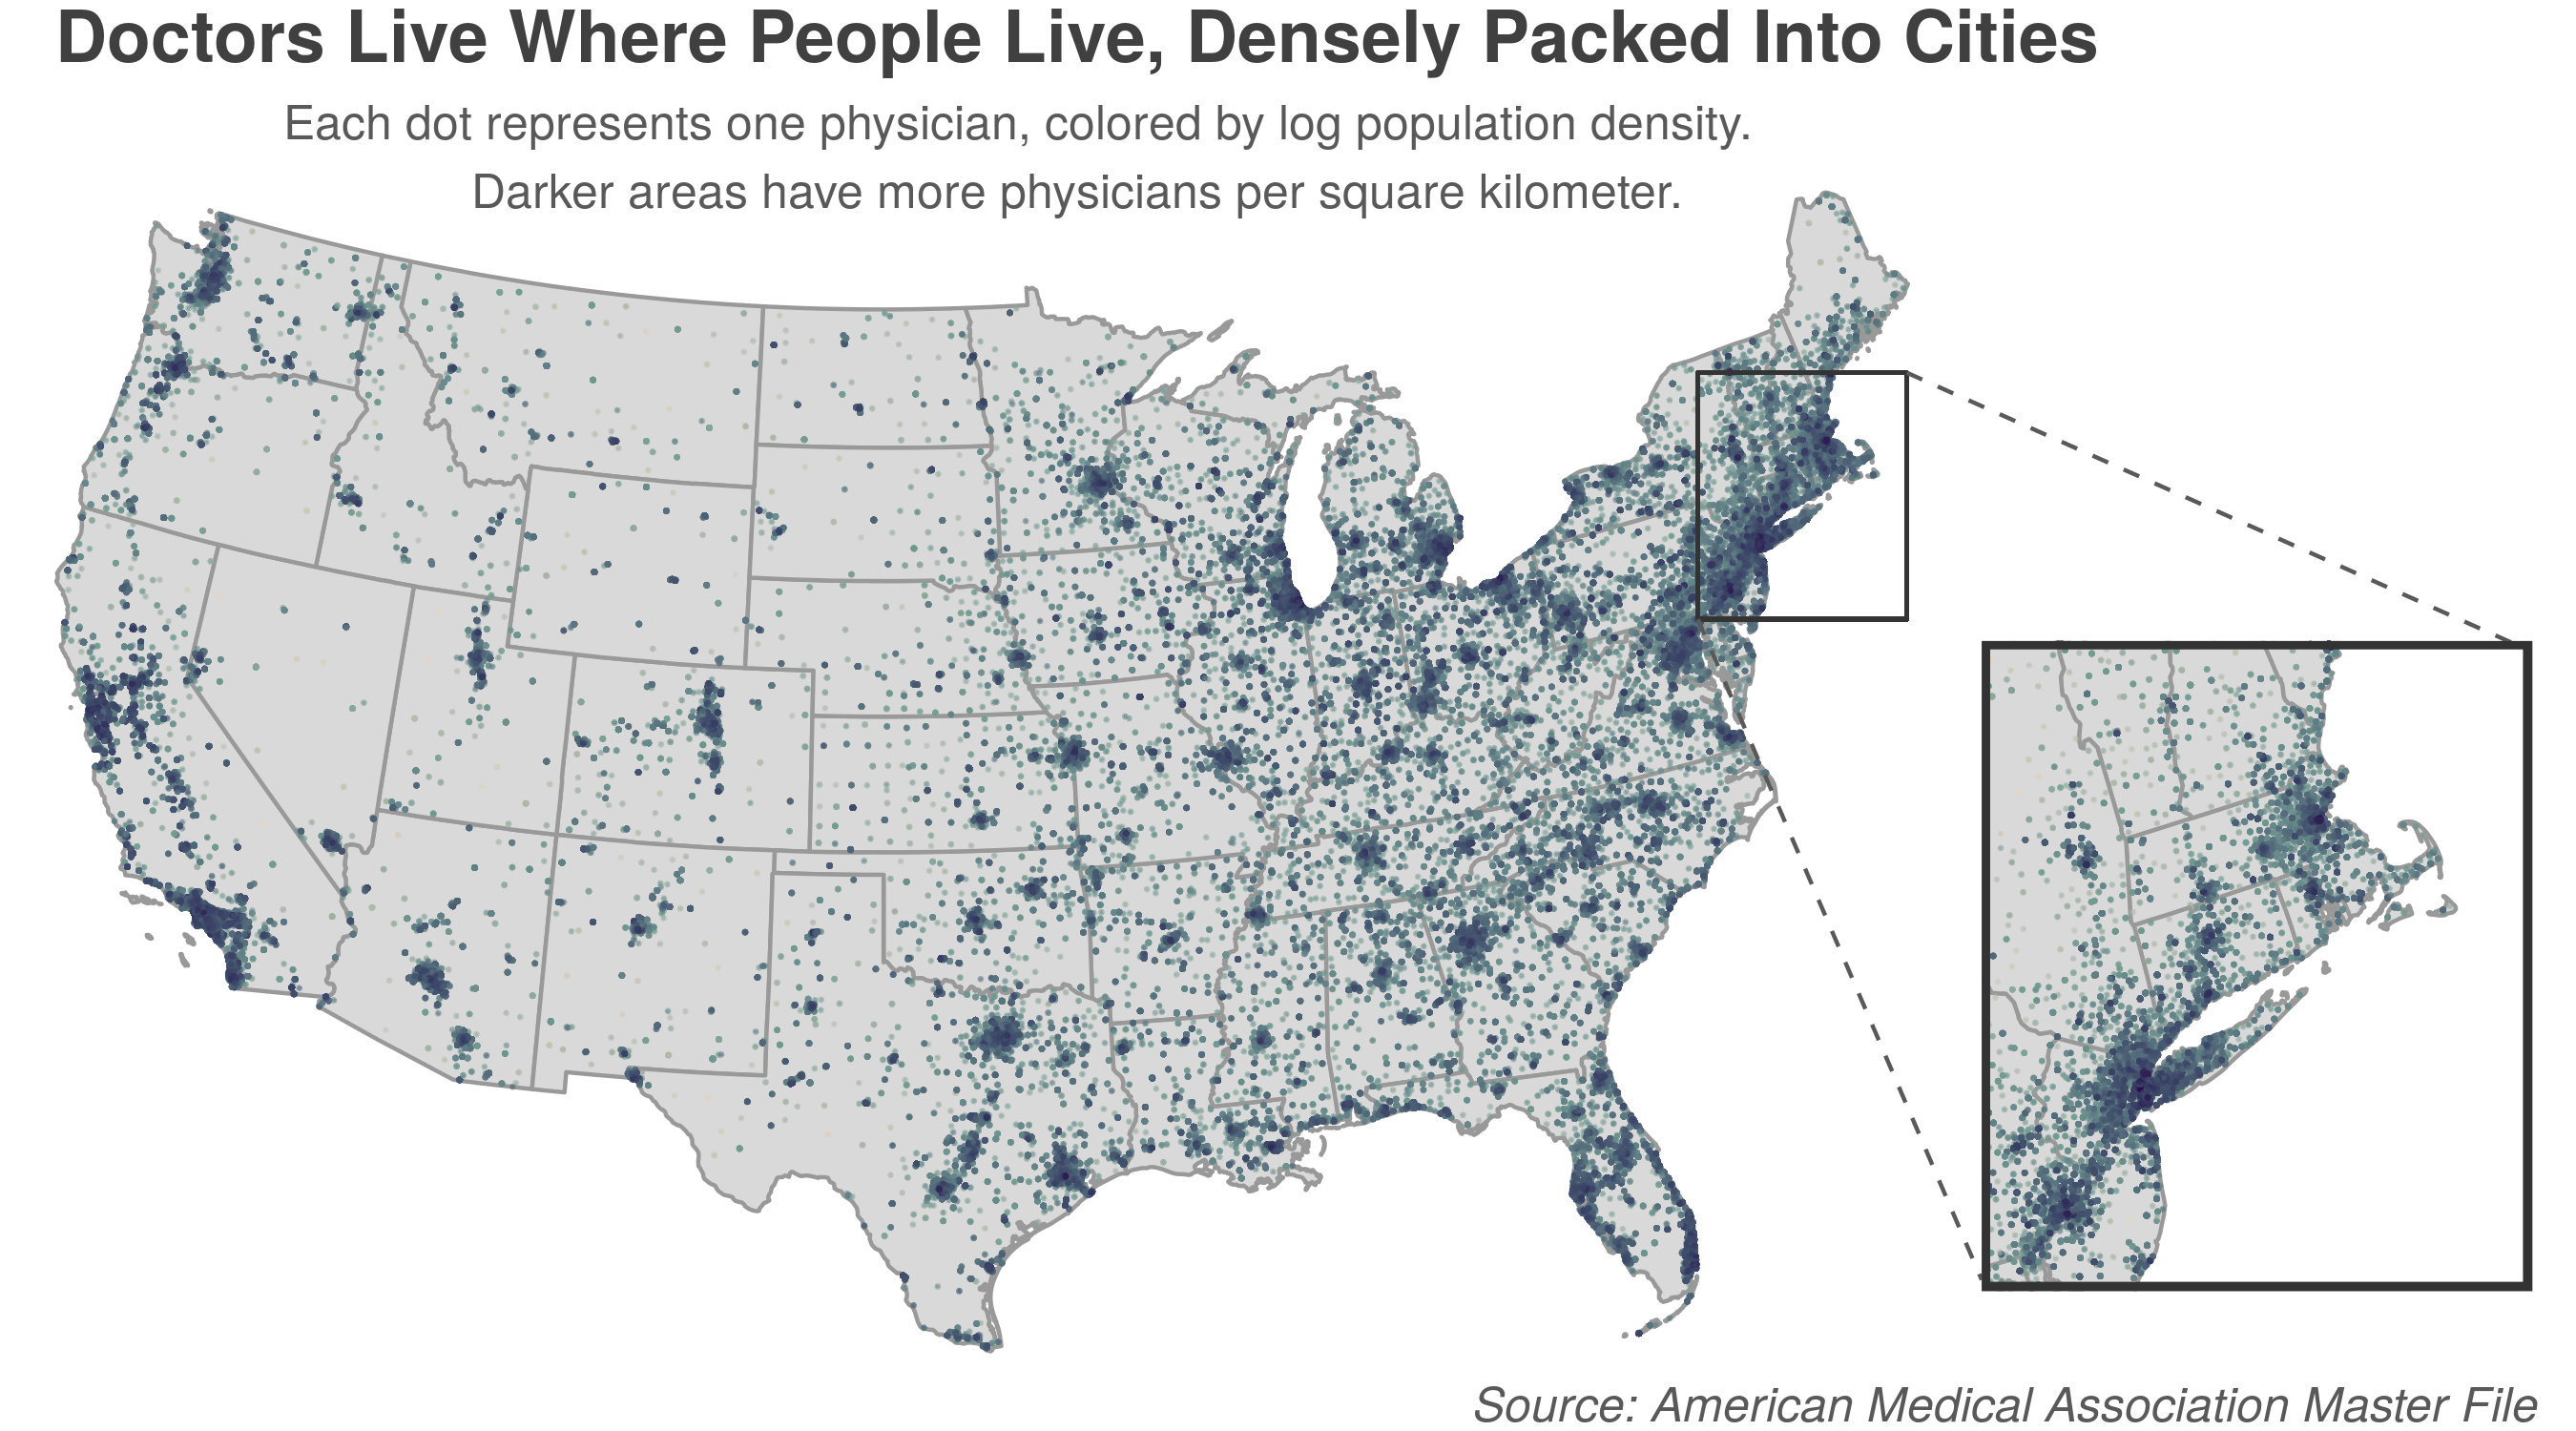 Doctors Live Where People Live, Densely Packed Into Cities
Each dot represents one physician, colored by log population density.
Darker areas have more physicians per square kilometer.
Source: American Medical Association Master File